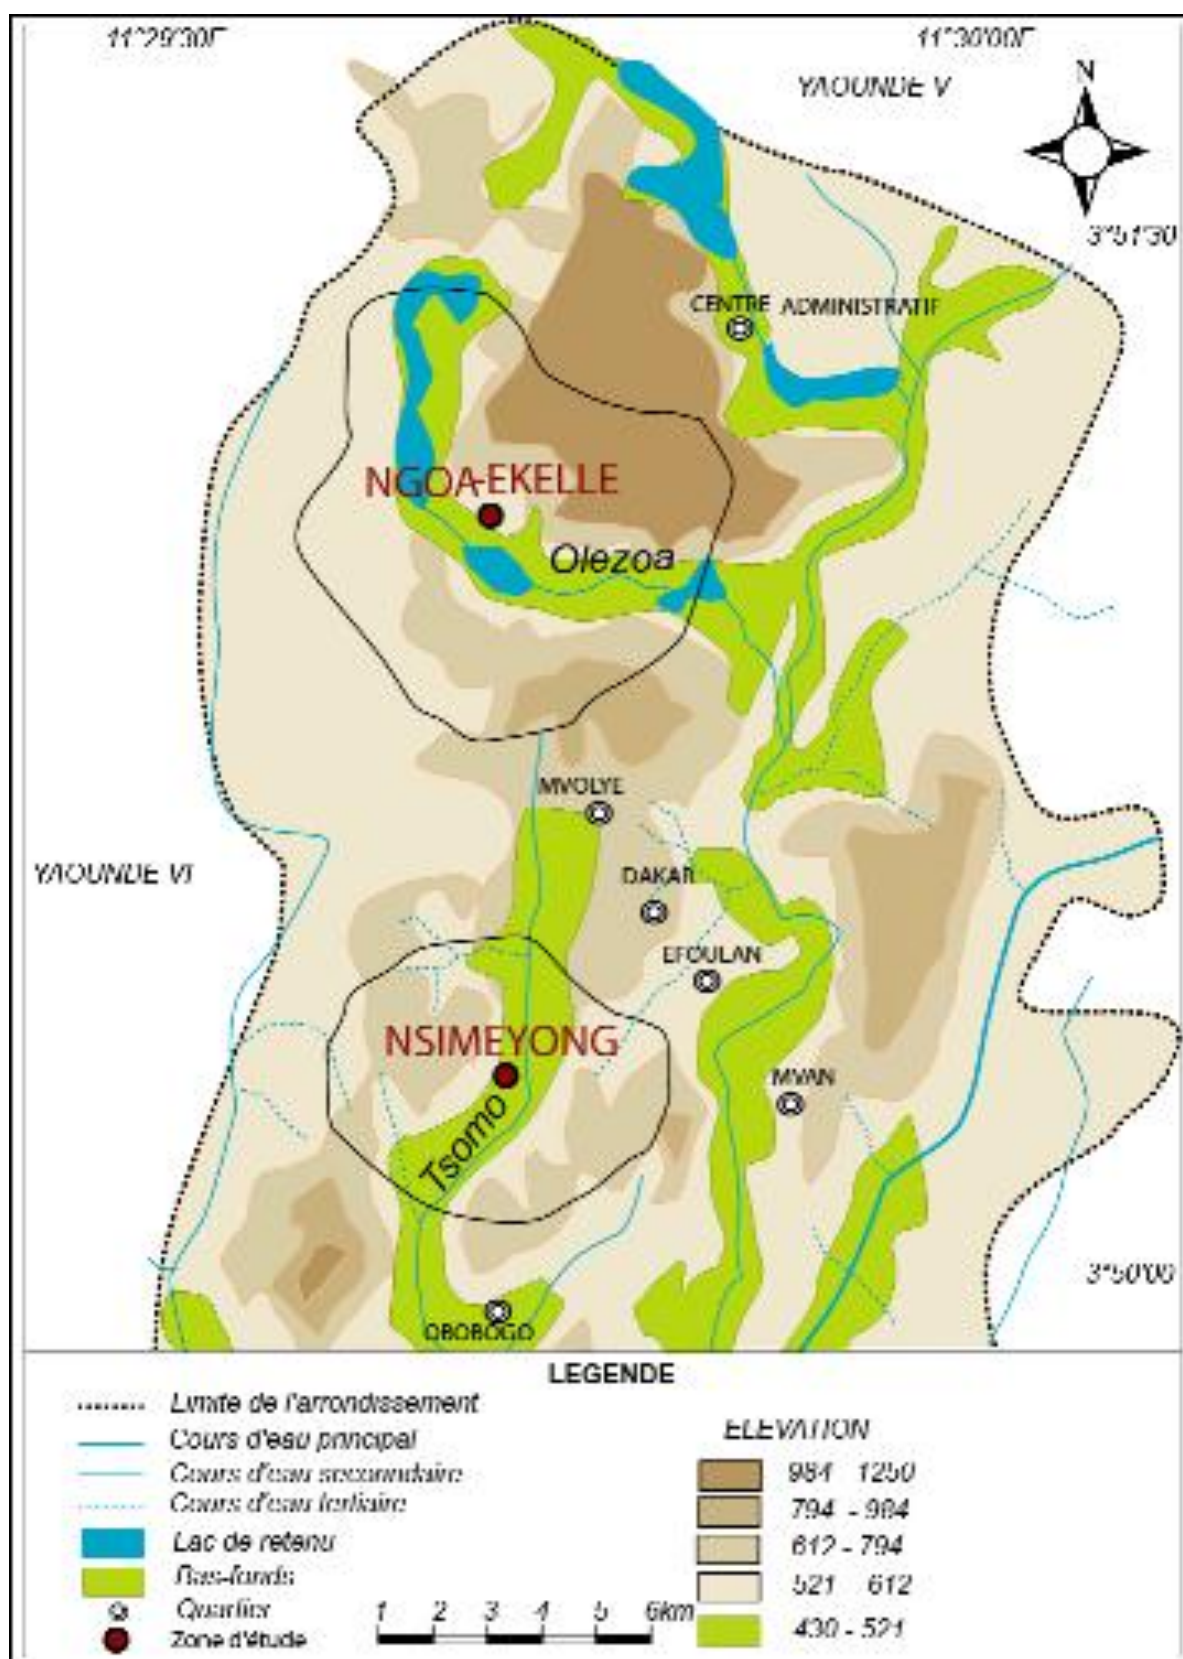 11°29'30E
11°30'00E
YAOUNDE V
N
3°51'30
CENTRE ADMINISTRATIF
NGOA-EKELLE
Olezoa
MVOLYE
YAOUNDE VI
DAKAR
EFOULAN
NSIMEYONG
MVAN
Tsomo
3°50'00
OBOBOGO
LEGENDE
Limite de l'arrondissement
Cours d'eau principal
Cours d'eau secondaire
Cours d'eau tertiaire
Lac de retenu
Bas-fonds
Quartier
Zone d'étude
1 2 3 4 5 6km
ELEVATION
984 1250
794 - 984
612 - 794
521 612
430 - 521